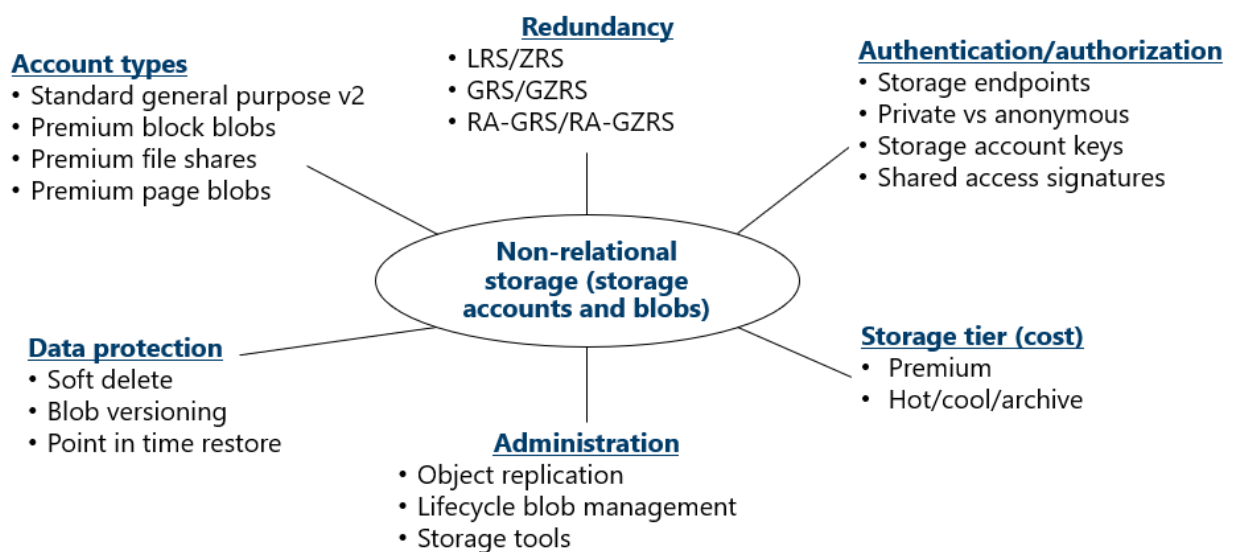 Redundancy
• LRS/ZRS
• GRS/GZRS
• RA-GRS/RA-GZRS
Account types
• Standard general purpose v2
• Premium block blobs
• Premium file shares
• Premium page blobs
Authentication/authorization
• Storage endpoints
• Private vs anonymous
• Storage account keys
• Shared access signatures
Non-relational
storage (storage
accounts and blobs)
Data protection
• Soft delete
• Blob versioning
• Point in time restore
Storage tier (cost)
• Premium
• Hot/cool/archive
Administration
• Object replication
• Lifecycle blob management
• Storage tools